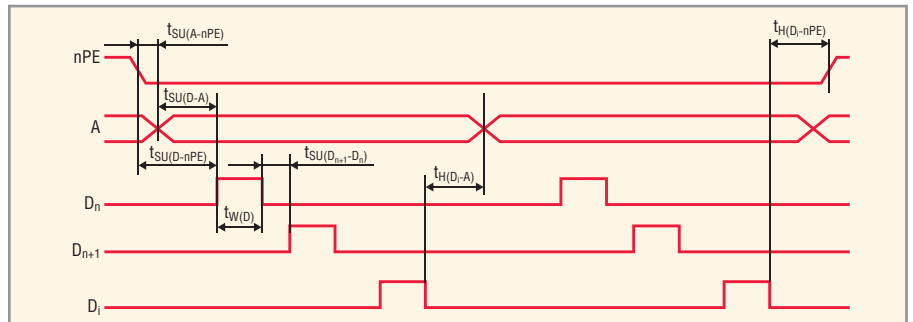 tSU(A-nPE)
tH(Di-nPE)
nPE
tSU(D-A)
A
tSU(D-nPE)
tSU(Dn+1-Dn)
tH(Di-A)
Dn
tW(D)
Dn+1
Di